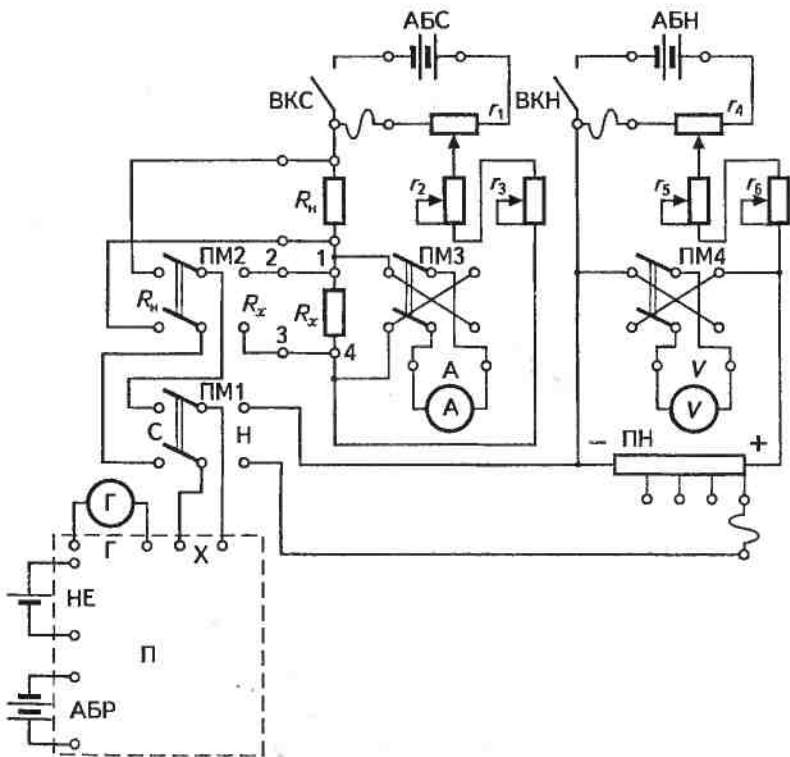 АБС АБН
ВКС r₁ ВКН r₄
Rн r₂ r₃ r₅ r₆
ПМ2 2 1 ПМ3 ПМ4
Rн Rx Rx
3 4
А V
ПМ1 А V
С Н − ПН +
Г
Г Х
НЕ
П
АБР